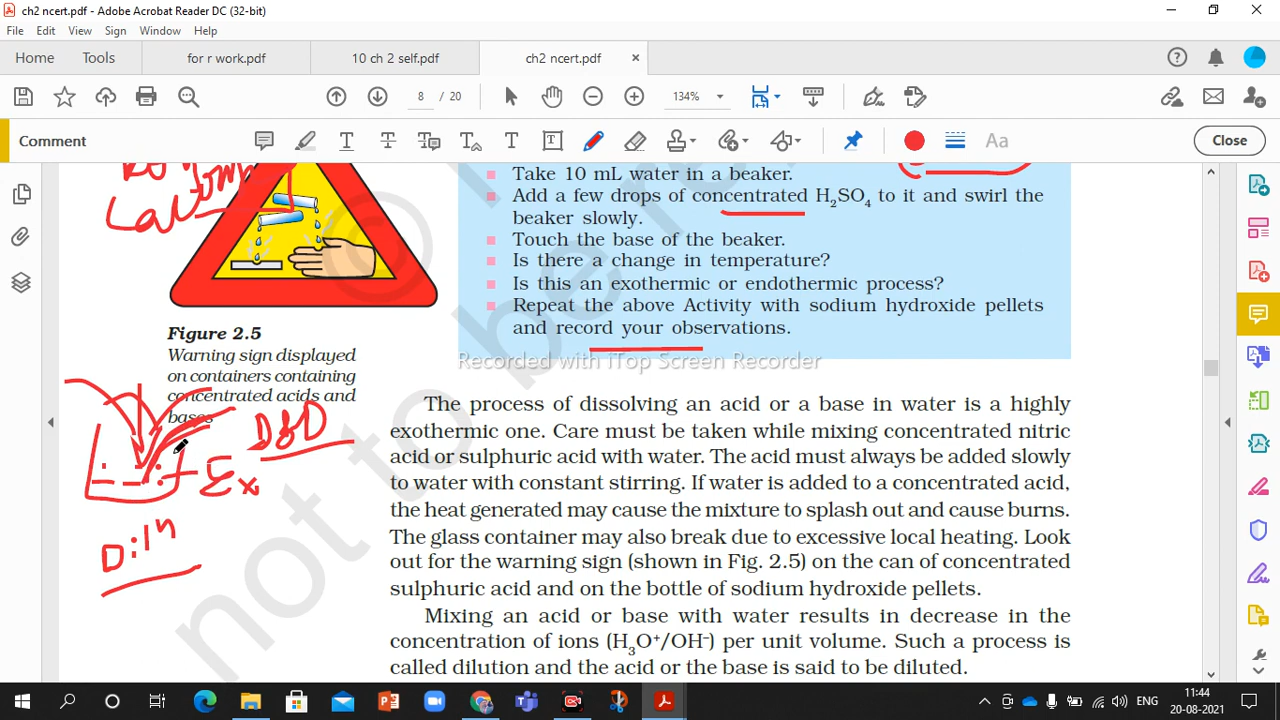 ch2 ncert.pdf - Adobe Acrobat Reader DC (32-bit)
File Edit View Sign Window Help
Home Tools for r work.pdf 10 ch 2 self.pdf ch2 ncert.pdf ×
8 / 20 134%
Comment Aa Close
Take 10 mL water in a beaker.
Add a few drops of concentrated H₂SO₄ to it and swirl the
beaker slowly.
Touch the base of the beaker.
Is there a change in temperature?
Is this an exothermic or endothermic process?
Repeat the above Activity with sodium hydroxide pellets
and record your observations.
Recorded with iTop Screen Recorder
Figure 2.5
Warning sign displayed
on containers containing
concentrated acids and
bases
Ex
The process of dissolving an acid or a base in water is a highly
exothermic one. Care must be taken while mixing concentrated nitric
acid or sulphuric acid with water. The acid must always be added slowly
to water with constant stirring. If water is added to a concentrated acid,
the heat generated may cause the mixture to splash out and cause burns.
The glass container may also break due to excessive local heating. Look
out for the warning sign (shown in Fig. 2.5) on the can of concentrated
sulphuric acid and on the bottle of sodium hydroxide pellets.
Mixing an acid or base with water results in decrease in the
concentration of ions (H₃O⁺/OH⁻) per unit volume. Such a process is
called dilution and the acid or the base is said to be diluted.
© not to be re
ENG 11:44
20-08-2021